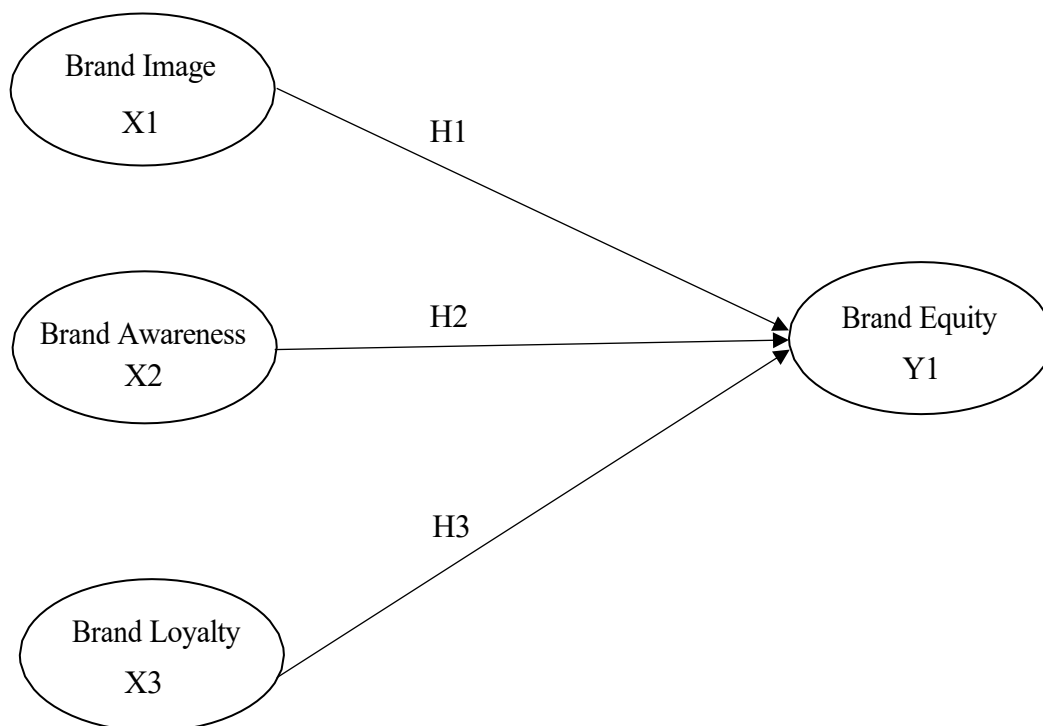 Brand Image
X1
H1
Brand Awareness
X2
H2
Brand Equity
Y1
H3
Brand Loyalty
X3